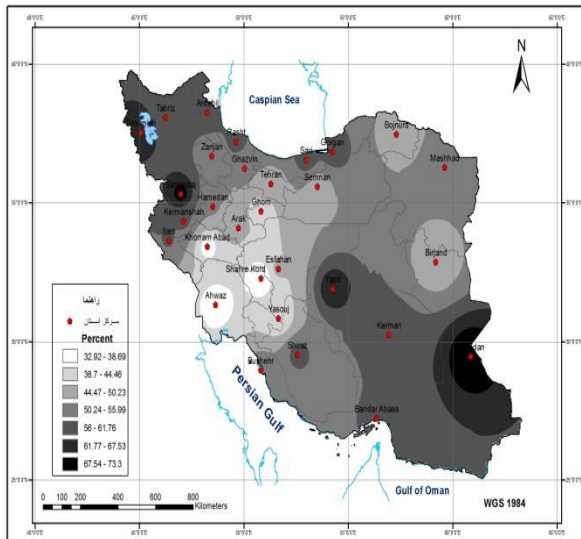 N
Caspian Sea
Tabriz
Ardabil
Rasht
Zanjan
Ghazvin
Sari
Gorgan
Bojnurd
Mashhad
Tehran
Semnan
Hamedan
Ghom
Kermanshah
Arak
Ilam
Khoram Abad
Birjand
Esfahan
Shahre Kord
Yazd
Ahwaz
Yasouj
Kerman
Shiraz
Bushehr
Bandar Abass
Persian Gulf
Gulf of Oman
راهنما
مرکز استان
Percent
32.92 - 38.69
38.7 - 44.46
44.47 - 50.23
50.24 - 55.99
56 - 61.76
61.77 - 67.53
67.54 - 73.3
0 100 200 400 600 800
Kilometers
WGS 1984